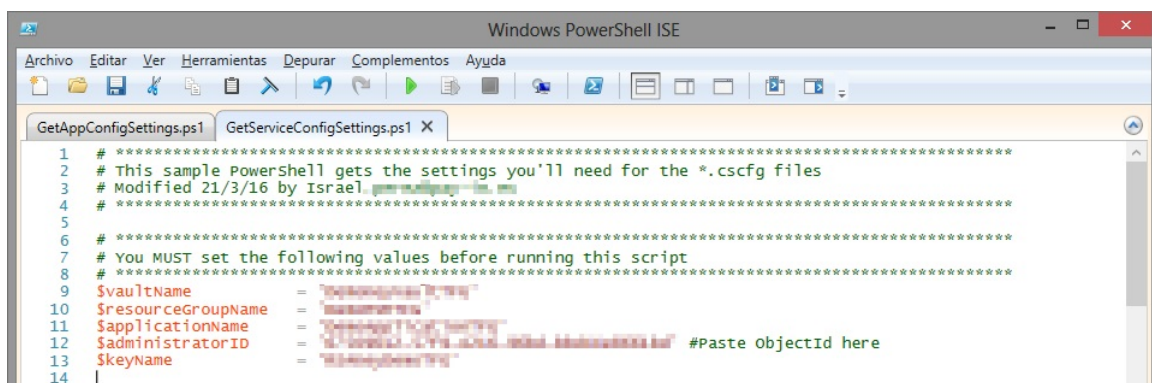 Windows PowerShell ISE
Archivo Editar Ver Herramientas Depurar Complementos Ayuda
GetAppConfigSettings.ps1 GetServiceConfigSettings.ps1 X
1 # ************************************************************************************************
2 # This sample PowerShell gets the settings you'll need for the *.cscfg files
3 # Modified 21/3/16 by Israel
4 # ************************************************************************************************
5
6 # ************************************************************************************************
7 # You MUST set the following values before running this script
8 # ************************************************************************************************
9 $vaultName =
10 $resourceGroupName =
11 $applicationName =
12 $administratorID = #Paste ObjectId here
13 $keyName =
14